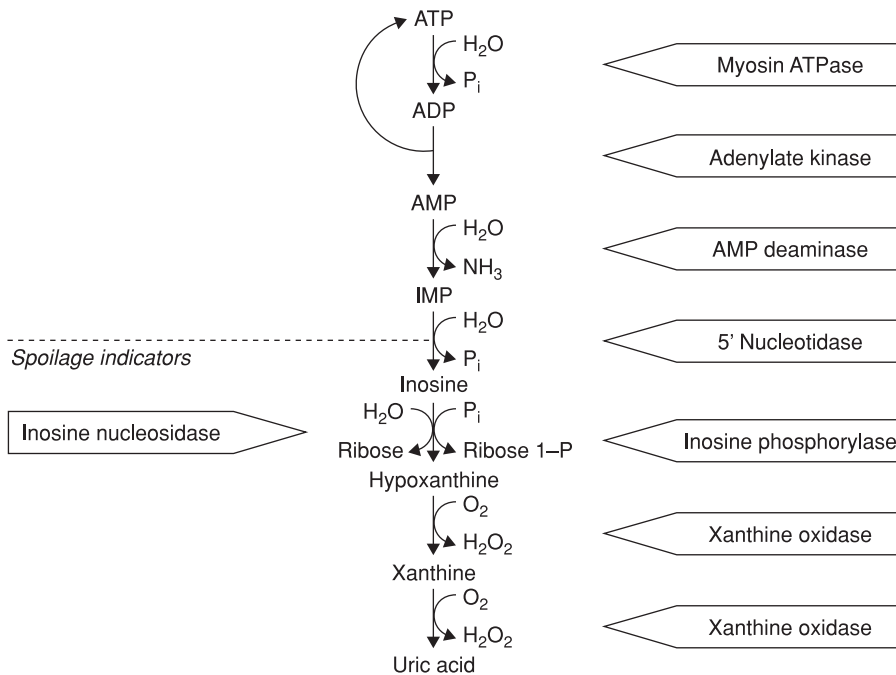 ATP
H₂O
Myosin ATPase
Pᵢ
ADP
Adenylate kinase
AMP
H₂O
AMP deaminase
NH₃
IMP
H₂O
5' Nucleotidase
Spoilage indicators
Pᵢ
Inosine
H₂O Pᵢ
Inosine nucleosidase
Inosine phosphorylase
Ribose Ribose 1–P
Hypoxanthine
O₂
Xanthine oxidase
H₂O₂
Xanthine
O₂
Xanthine oxidase
H₂O₂
Uric acid